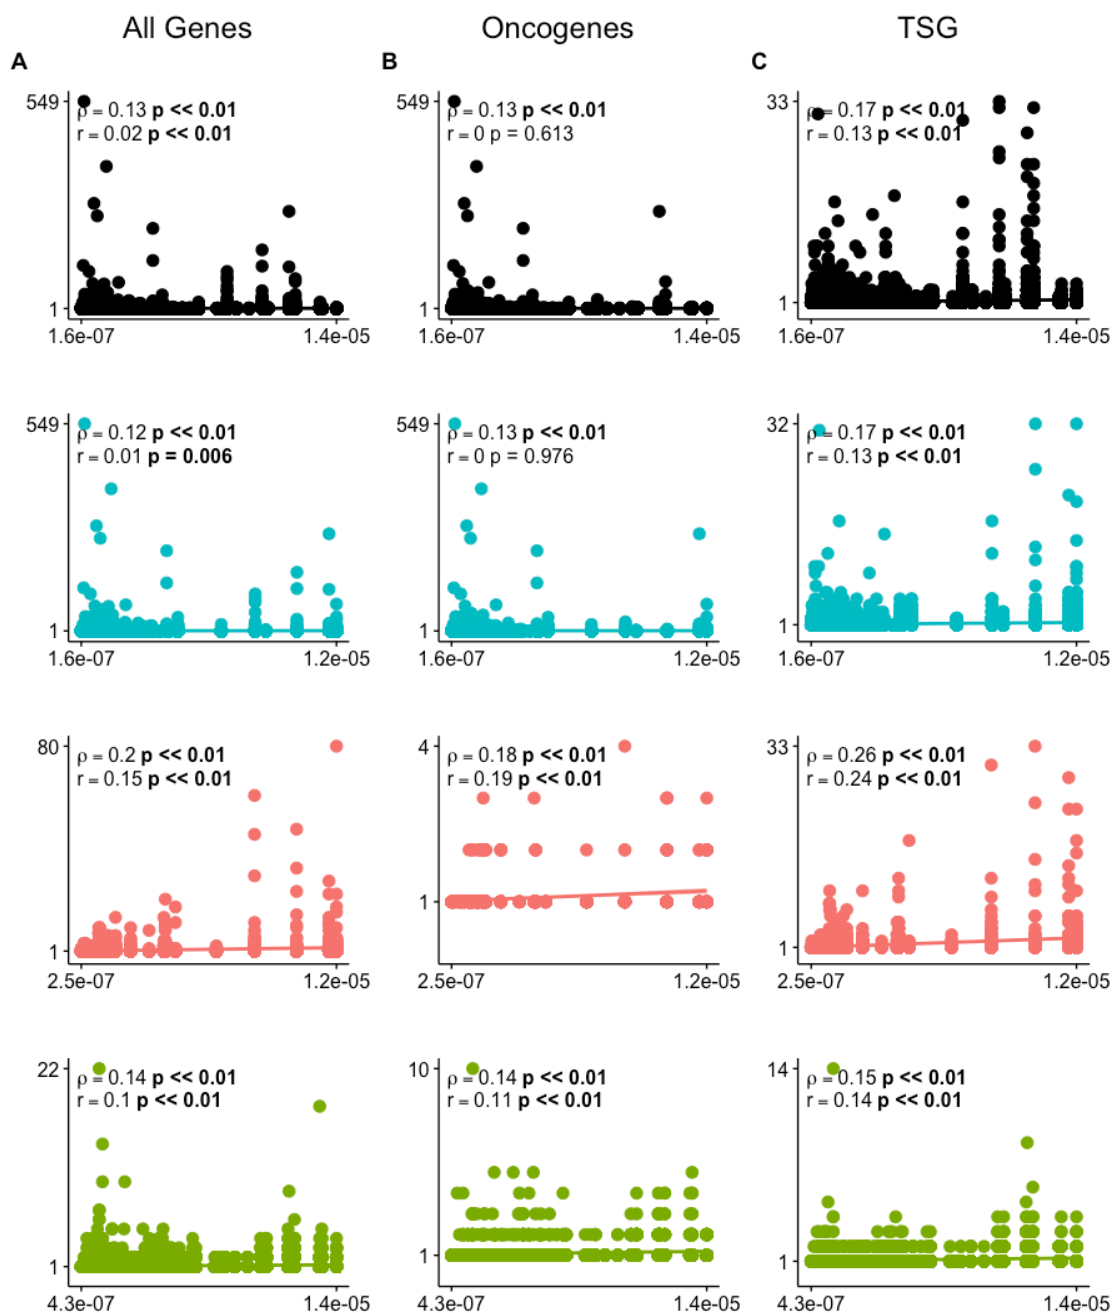 All Genes Oncogenes TSG
A B C
549 ρ = 0.13 p << 0.01 549 ρ = 0.13 p << 0.01 33 ρ = 0.17 p << 0.01
r = 0.02 p << 0.01 r = 0 p = 0.613 r = 0.13 p << 0.01
1 1 1
1.6e-07 1.4e-05 1.6e-07 1.4e-05 1.6e-07 1.4e-05
549 ρ = 0.12 p << 0.01 549 ρ = 0.13 p << 0.01 32 ρ = 0.17 p << 0.01
r = 0.01 p = 0.006 r = 0 p = 0.976 r = 0.13 p << 0.01
1 1 1
1.6e-07 1.2e-05 1.6e-07 1.2e-05 1.6e-07 1.2e-05
80 ρ = 0.2 p << 0.01 4 ρ = 0.18 p << 0.01 33 ρ = 0.26 p << 0.01
r = 0.15 p << 0.01 r = 0.19 p << 0.01 r = 0.24 p << 0.01
1 1 1
2.5e-07 1.2e-05 2.5e-07 1.2e-05 2.5e-07 1.2e-05
22 ρ = 0.14 p << 0.01 10 ρ = 0.14 p << 0.01 14 ρ = 0.15 p << 0.01
r = 0.1 p << 0.01 r = 0.11 p << 0.01 r = 0.14 p << 0.01
1 1 1
4.3e-07 1.4e-05 4.3e-07 1.4e-05 4.3e-07 1.4e-05